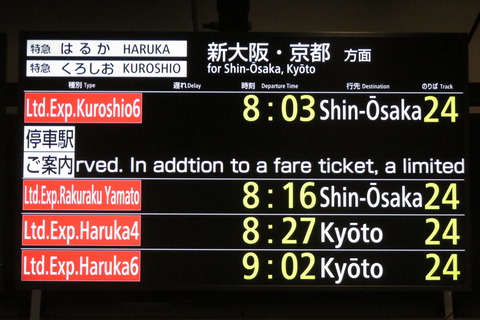 特急 はるか HARUKA 新大阪・京都 方面
特急 くろしお KUROSHIO for Shin-Ōsaka, Kyōto
種別 Type 遅れ Delay 時刻 Departure Time 行先 Destination のりば Track
Ltd.Exp.Kuroshio6 8:03 Shin-Ōsaka 24
停車駅
ご案内 rved. In addtion to a fare ticket, a limited
Ltd.Exp.Rakuraku Yamato 8:16 Shin-Ōsaka 24
Ltd.Exp.Haruka4 8:27 Kyōto 24
Ltd.Exp.Haruka6 9:02 Kyōto 24